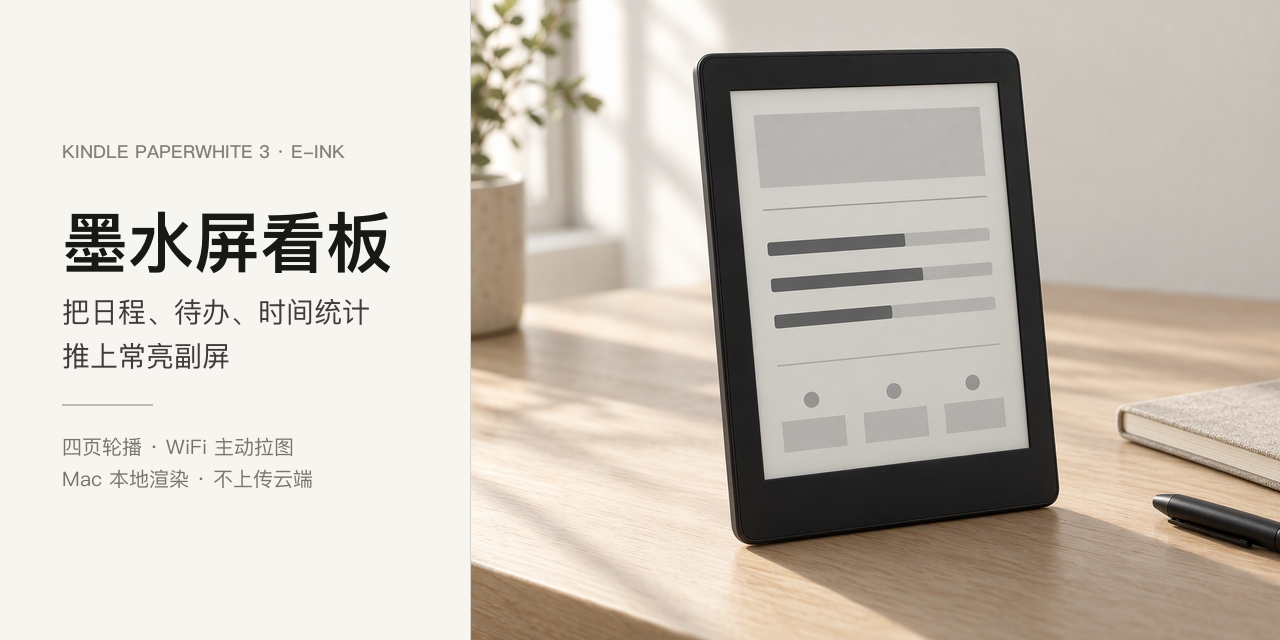 KINDLE PAPERWHITE 3 · E-INK
墨水屏看板
把日程、待办、时间统计
推上常亮副屏
四页轮播 · WiFi 主动拉图
Mac 本地渲染 · 不上传云端